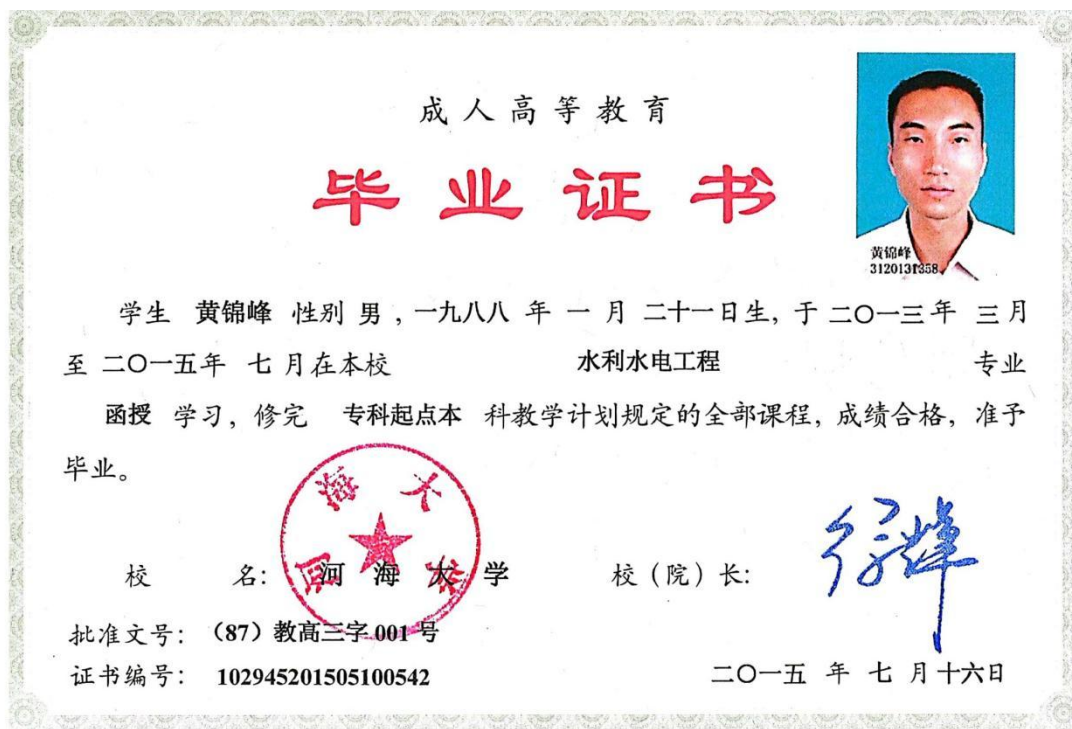 成人高等教育
毕业证书
黄锦峰
3120131358
学生 黄锦峰 性别 男 , 一九八八 年 一 月 二十一日生, 于 二〇一三年 三月
至 二〇一五年 七 月在本校 水利水电工程 专业
函授 学习, 修完 专科起点本 科教学计划规定的全部课程, 成绩合格, 准予
毕业。
河海大学
校 名: 河海大学 校（院）长:
批准文号: （87）教高三字 001 号
证书编号: 102945201505100542
二〇一五 年 七 月十六日